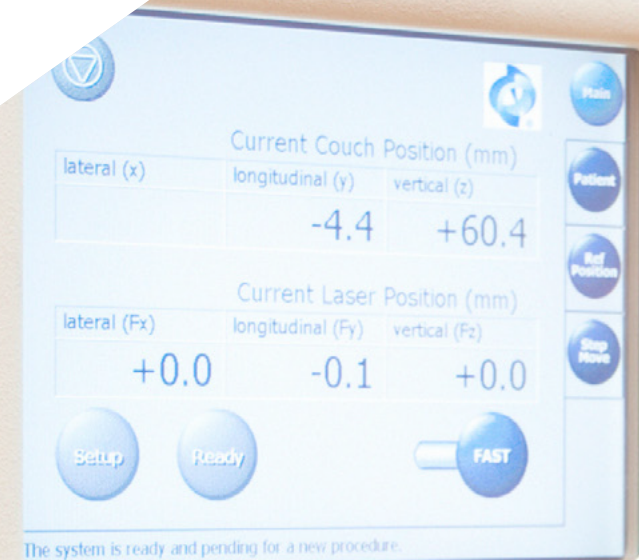 Main
Current Couch Position (mm)
lateral (x) longitudinal (y) vertical (z)
-4.4 +60.4
Patient
Ref
Position
Current Laser Position (mm)
lateral (Fx) longitudinal (Fy) vertical (Fz)
+0.0 -0.1 +0.0
Step
Move
Setup Ready FAST
The system is ready and pending for a new procedure.